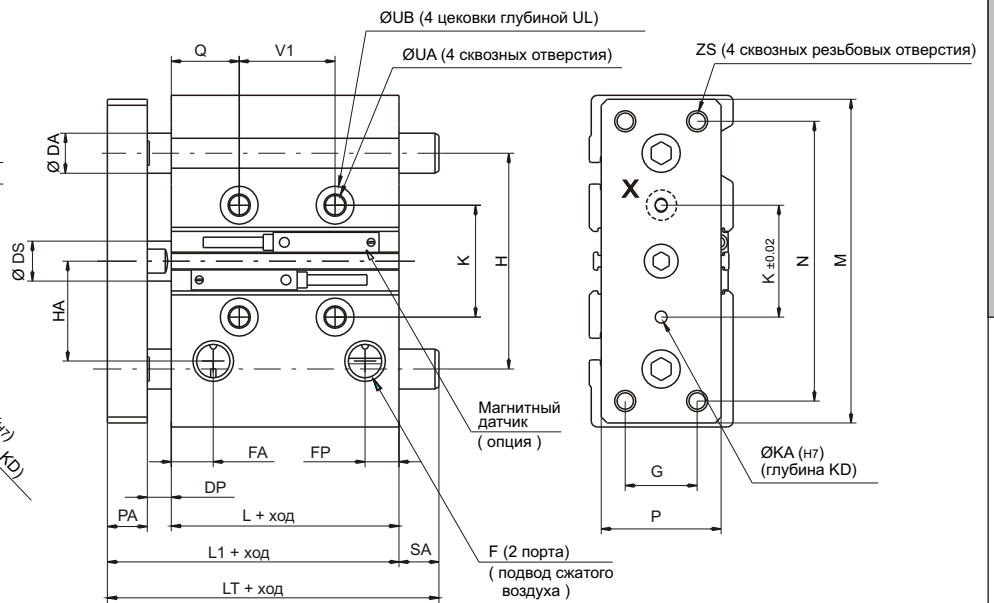 ØUB (4 цековки глубиной UL)
Q
V1
ØUA (4 сквозных отверстия)
ZS (4 сквозных резьбовых отверстия)
Ø DA
X
Ø DS
HA
K
H
K ±0.02
N
M
Магнитный
датчик
( опция )
(H7)
KD)
FA
FP
DP
PA
L + ход
L1 + ход
SA
LT + ход
F (2 порта)
( подвод сжатого
воздуха )
G
P
ØKA (H7)
(глубина KD)